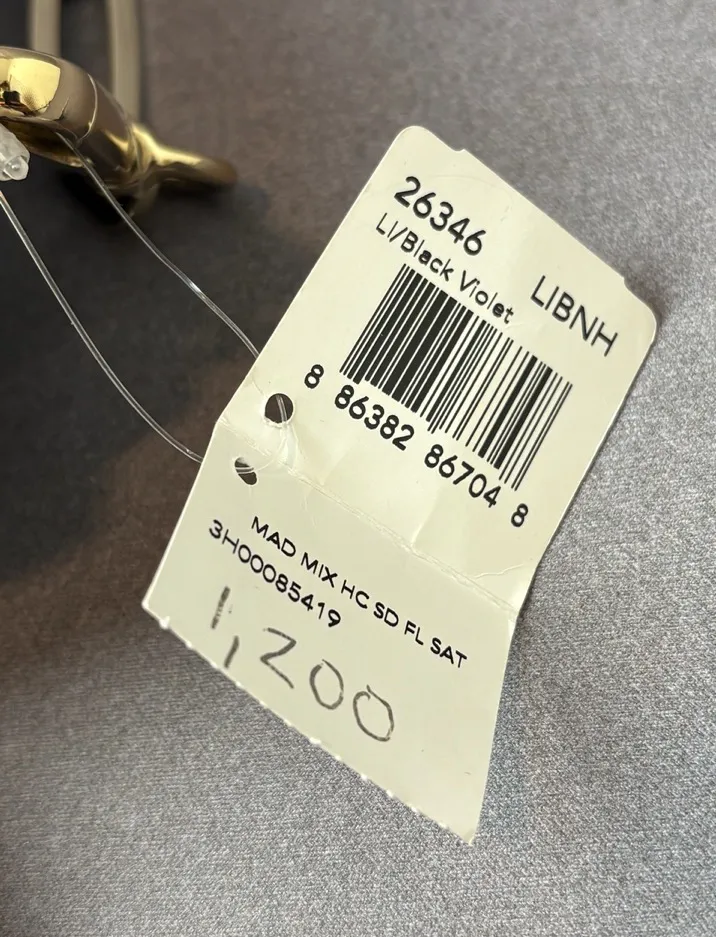 26346 LIBNH
LI/Black Violet
8 86382 86704 8
MAD MIX HC SD FL SAT
3H00085419
1,200